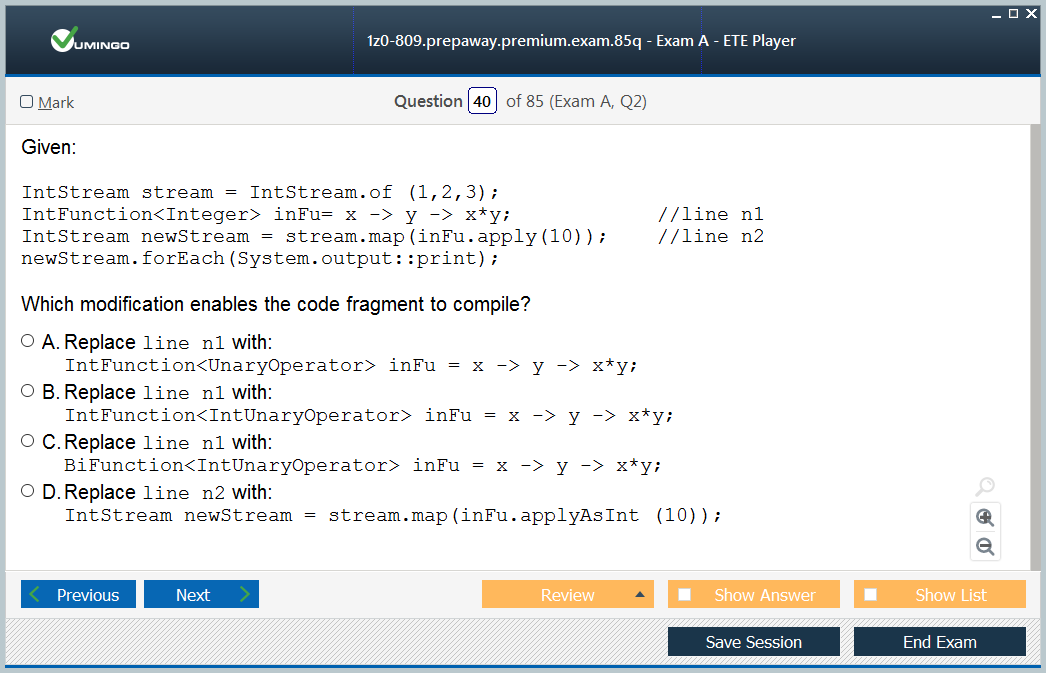 VUMINGO
1z0-809.prepaway.premium.exam.85q - Exam A - ETE Player
Mark
Question 40 of 85 (Exam A, Q2)
Given:
IntStream stream = IntStream.of (1,2,3);
IntFunction<Integer> inFu= x -> y -> x*y; //line n1
IntStream newStream = stream.map(inFu.apply(10)); //line n2
newStream.forEach(System.output::print);
Which modification enables the code fragment to compile?
A. Replace line n1 with:
IntFunction<UnaryOperator> inFu = x -> y -> x*y;
B. Replace line n1 with:
IntFunction<IntUnaryOperator> inFu = x -> y -> x*y;
C. Replace line n1 with:
BiFunction<IntUnaryOperator> inFu = x -> y -> x*y;
D. Replace line n2 with:
IntStream newStream = stream.map(inFu.applyAsInt (10));
Previous Next Review Show Answer Show List
Save Session End Exam